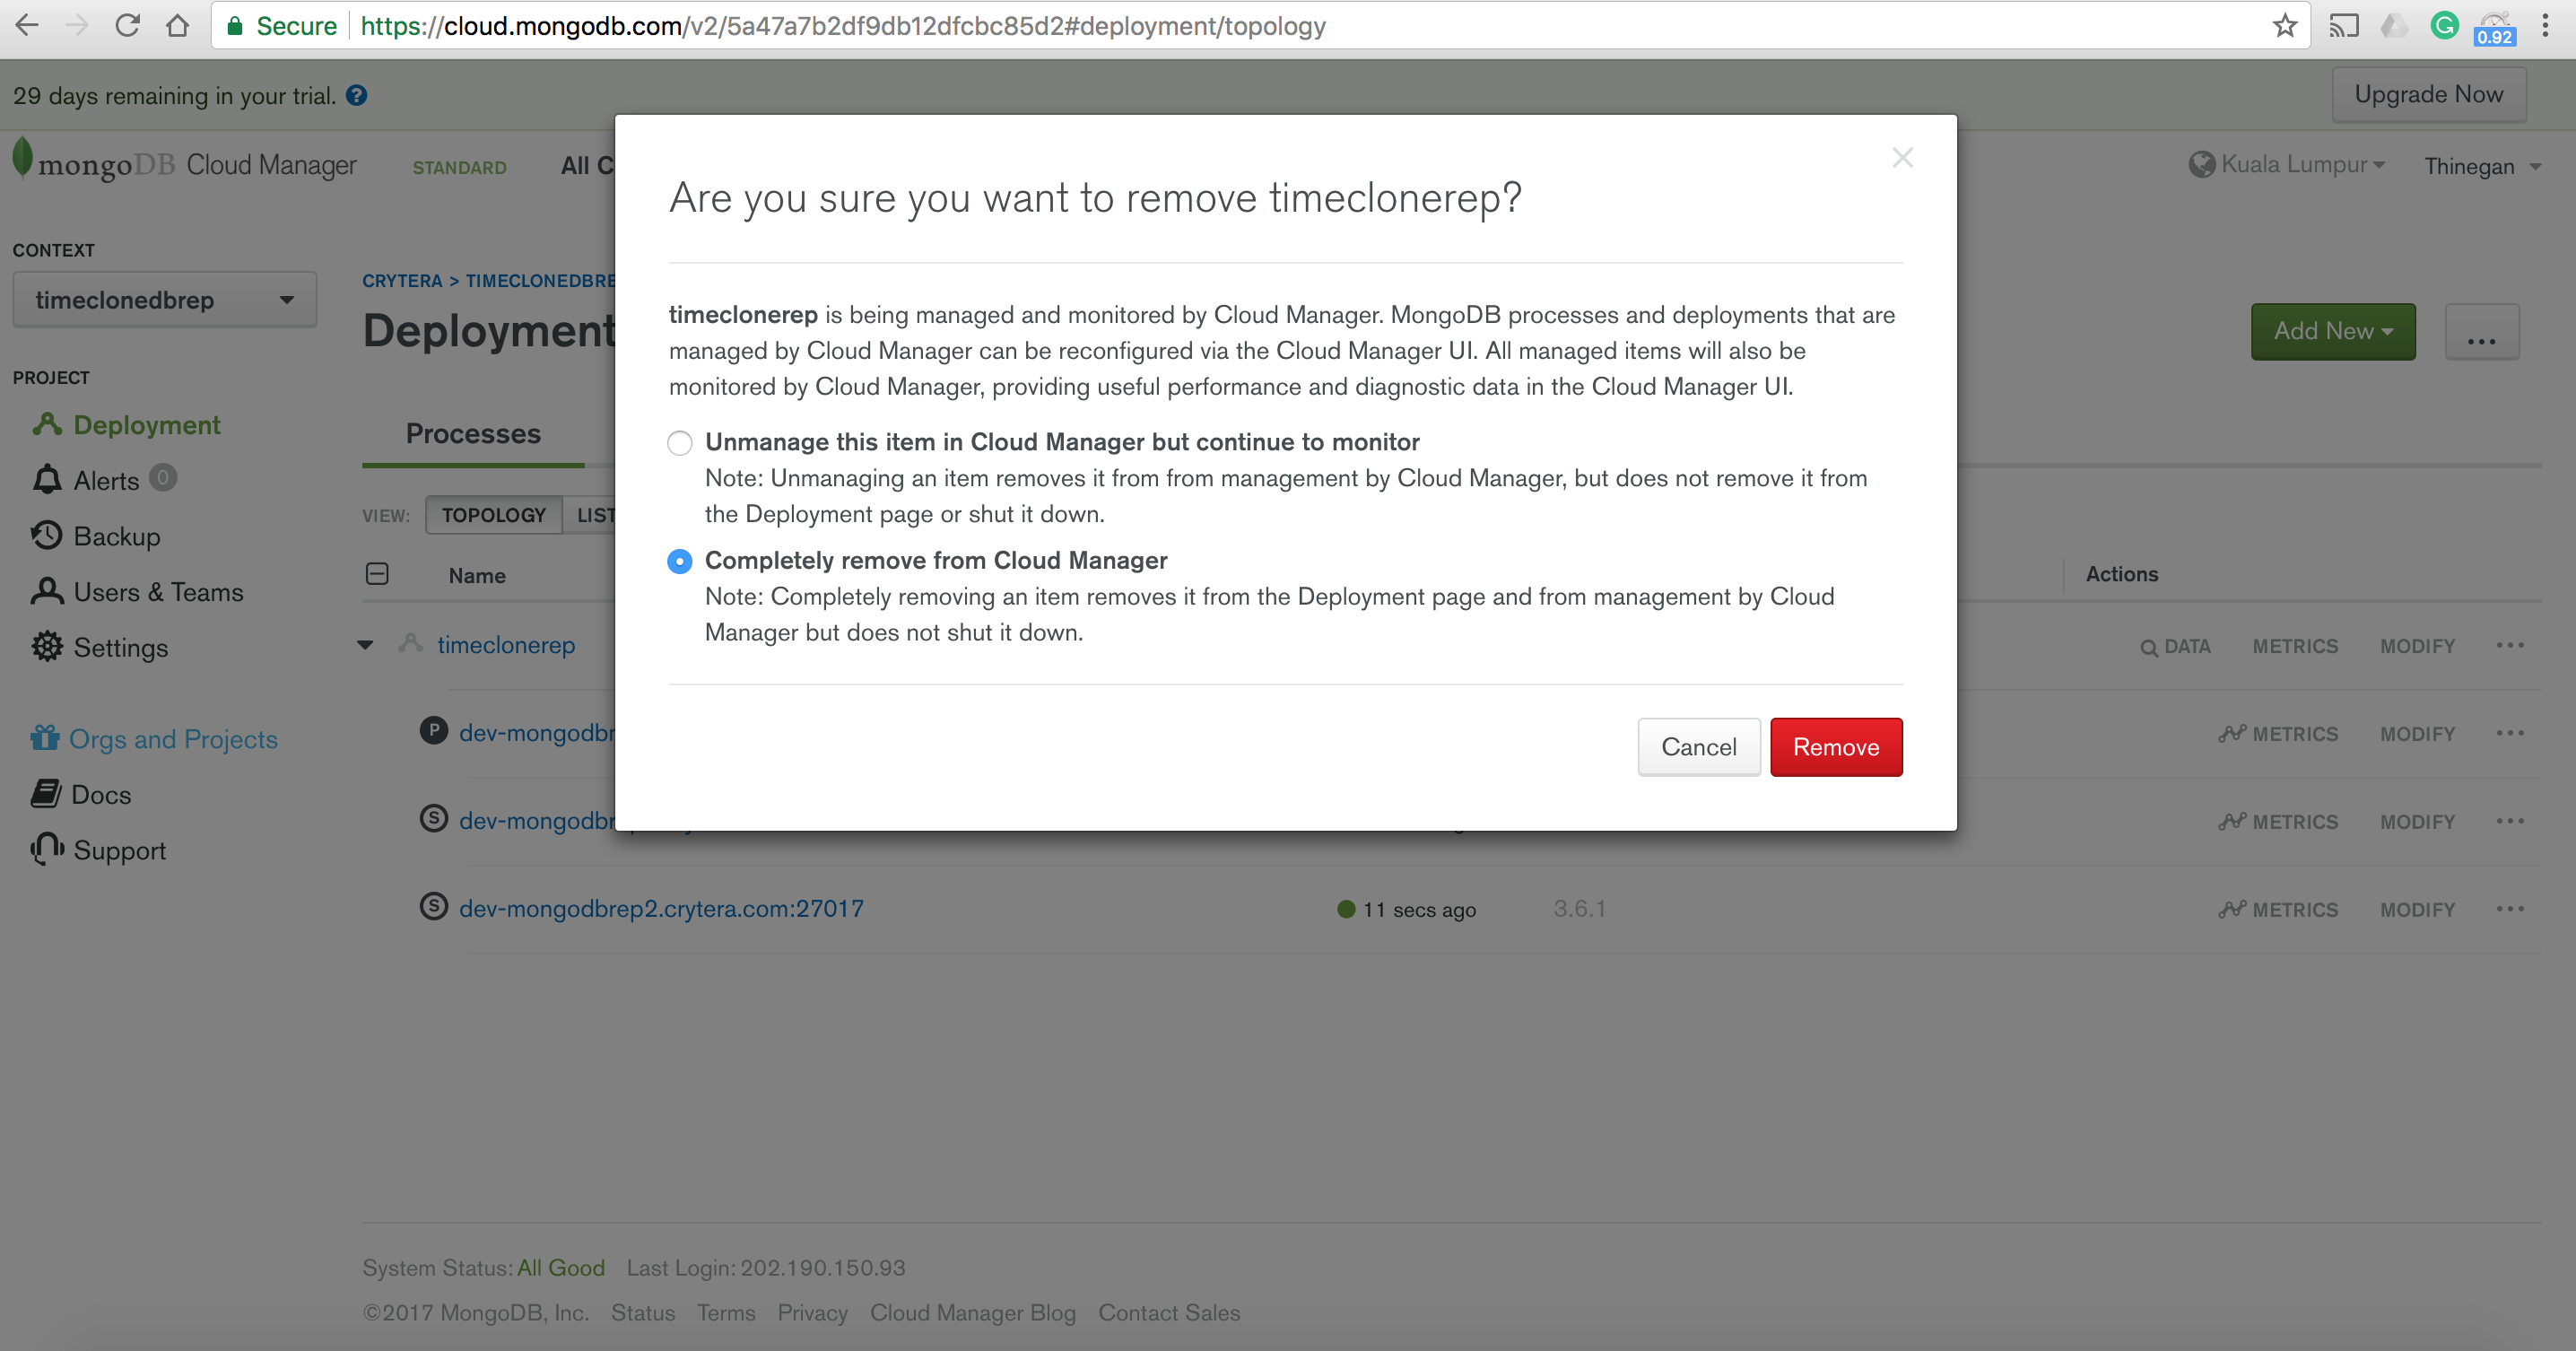 Secure https://cloud.mongodb.com/v2/5a47a7b2df9db12dfcbc85d2#deployment/topology
0.92
29 days remaining in your trial. ?
Upgrade Now
mongoDB Cloud Manager STANDARD All C
Kuala Lumpur Thinegan
Are you sure you want to remove timeclonerep?
timeclonerep is being managed and monitored by Cloud Manager. MongoDB processes and deployments that are
managed by Cloud Manager can be reconfigured via the Cloud Manager UI. All managed items will also be
monitored by Cloud Manager, providing useful performance and diagnostic data in the Cloud Manager UI.
Unmanage this item in Cloud Manager but continue to monitor
Note: Unmanaging an item removes it from from management by Cloud Manager, but does not remove it from
the Deployment page or shut it down.
Completely remove from Cloud Manager
Note: Completely removing an item removes it from the Deployment page and from management by Cloud
Manager but does not shut it down.
Cancel Remove
CONTEXT
timeclonedbrep
PROJECT
Deployment
Alerts 0
Backup
Users & Teams
Settings
Orgs and Projects
Docs
Support
CRYTERA > TIMECLONEDBRE
Deployment
Add New ...
Processes
VIEW: TOPOLOGY LIST
Name Actions
timeclonerep DATA METRICS MODIFY
P dev-mongodbr METRICS MODIFY
S dev-mongodbr METRICS MODIFY
S dev-mongodbrep2.crytera.com:27017 11 secs ago 3.6.1 METRICS MODIFY
System Status: All Good Last Login: 202.190.150.93
©2017 MongoDB, Inc. Status Terms Privacy Cloud Manager Blog Contact Sales